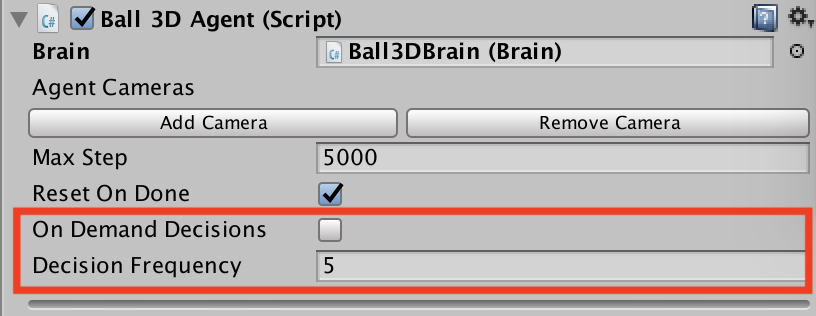 C# Ball 3D Agent (Script) ?
Brain C# Ball3DBrain (Brain)
Agent Cameras
Add Camera Remove Camera
Max Step 5000
Reset On Done
On Demand Decisions
Decision Frequency 5